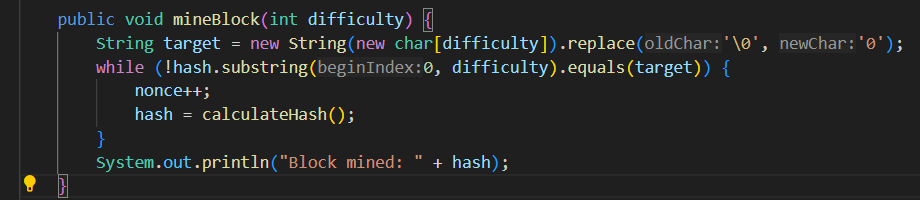 public void mineBlock(int difficulty) {
    String target = new String(new char[difficulty]).replace(oldChar:'\0', newChar:'0');
    while (!hash.substring(beginIndex:0, difficulty).equals(target)) {
        nonce++;
        hash = calculateHash();
    }
    System.out.println("Block mined: " + hash);
}